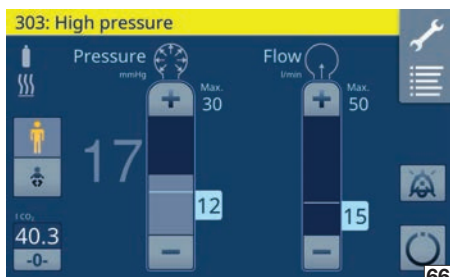 303: High pressure
Pressure
mmHg
Flow
l/min
+
Max.
30
+
Max.
50
17
12
15
I CO₂
40.3
-0-
−
−
66